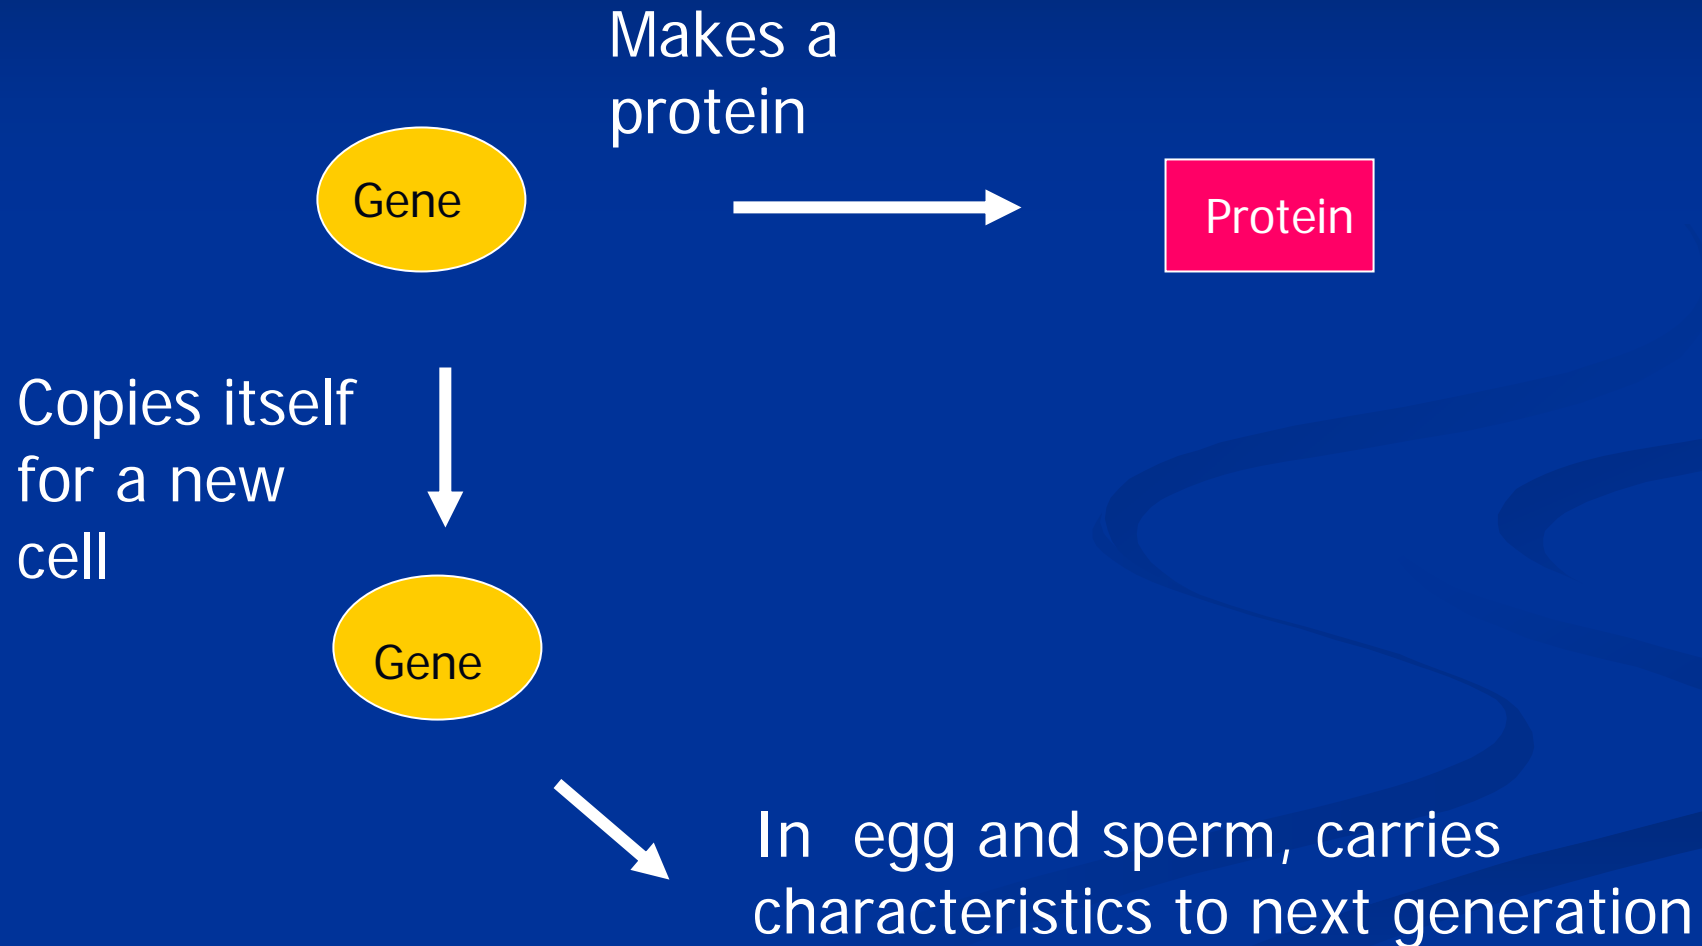 Makes a
protein
Gene
Protein
Copies itself
for a new
cell
Gene
In egg and sperm, carries
characteristics to next generation